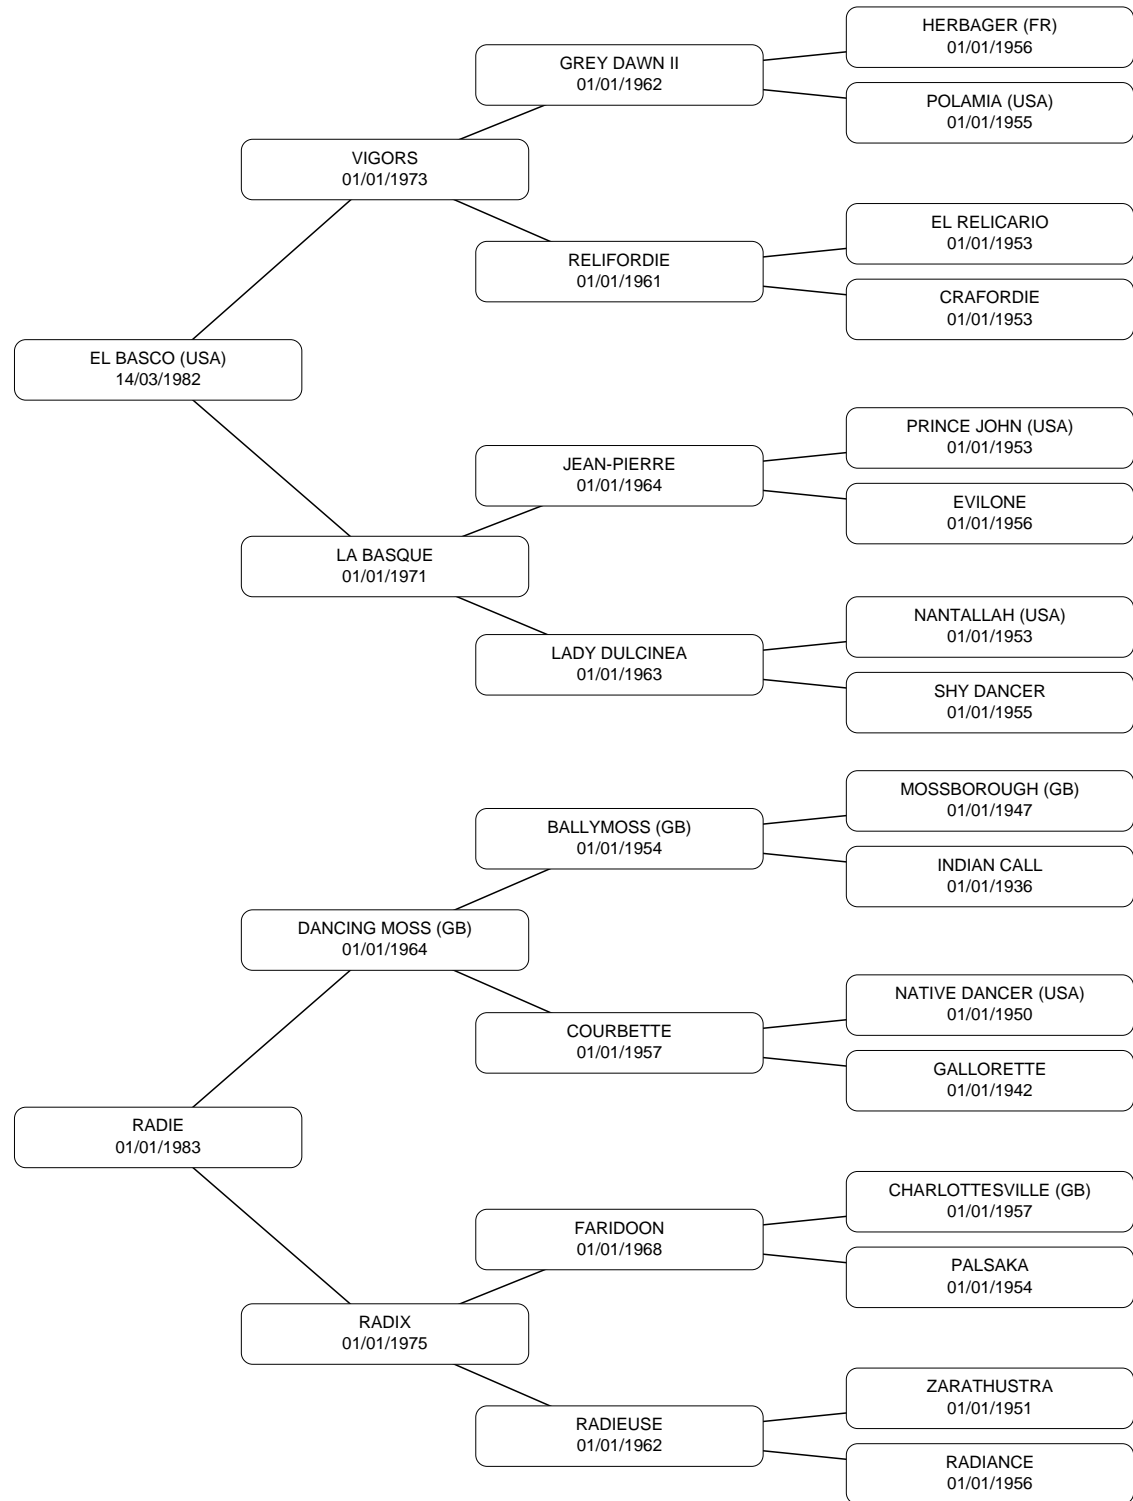 HERBAGER (FR)
01/01/1956
GREY DAWN II
01/01/1962
POLAMIA (USA)
01/01/1955
VIGORS
01/01/1973
EL RELICARIO
01/01/1953
RELIFORDIE
01/01/1961
CRAFORDIE
01/01/1953
EL BASCO (USA)
14/03/1982
PRINCE JOHN (USA)
01/01/1953
JEAN-PIERRE
01/01/1964
EVILONE
01/01/1956
LA BASQUE
01/01/1971
NANTALLAH (USA)
01/01/1953
LADY DULCINEA
01/01/1963
SHY DANCER
01/01/1955
MOSSBOROUGH (GB)
01/01/1947
BALLYMOSS (GB)
01/01/1954
INDIAN CALL
01/01/1936
DANCING MOSS (GB)
01/01/1964
NATIVE DANCER (USA)
01/01/1950
COURBETTE
01/01/1957
GALLORETTE
01/01/1942
RADIE
01/01/1983
CHARLOTTESVILLE (GB)
01/01/1957
FARIDOON
01/01/1968
PALSAKA
01/01/1954
RADIX
01/01/1975
ZARATHUSTRA
01/01/1951
RADIEUSE
01/01/1962
RADIANCE
01/01/1956